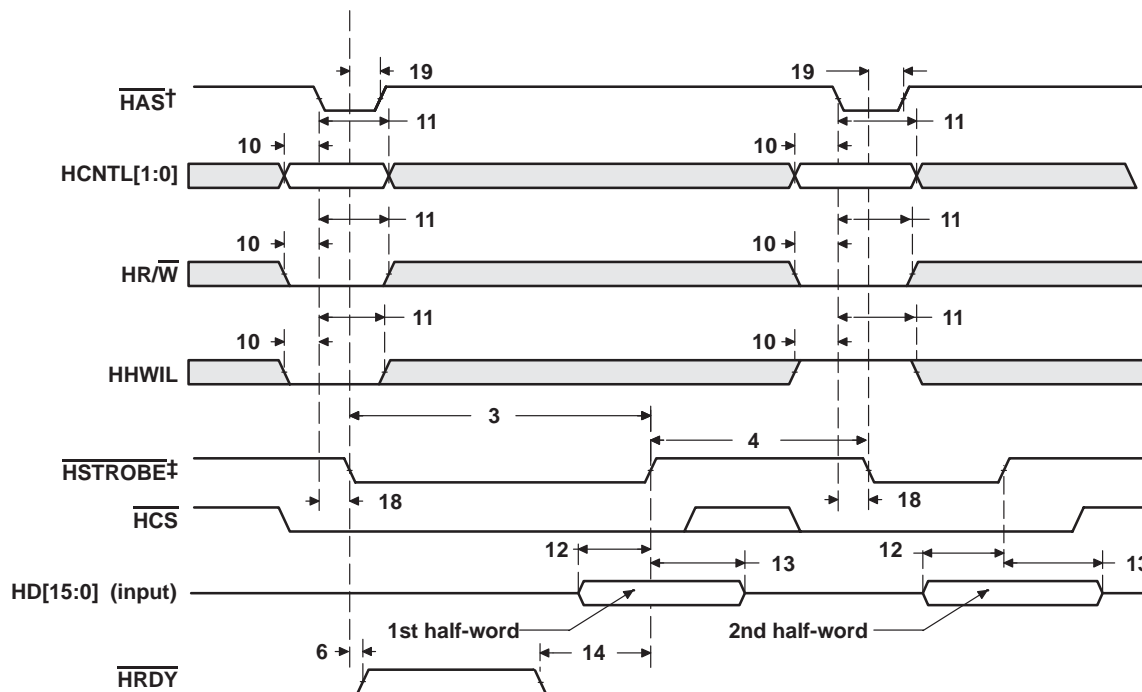 19 19
HAS†
11 11
10 10
HCNTL[1:0]
11 11
10 10
HR/W
11 11
10 10
HHWIL
3
4
HSTROBE‡
18 18
HCS
12 12
13 13
HD[15:0] (input)
1st half-word 2nd half-word
6 14
HRDY